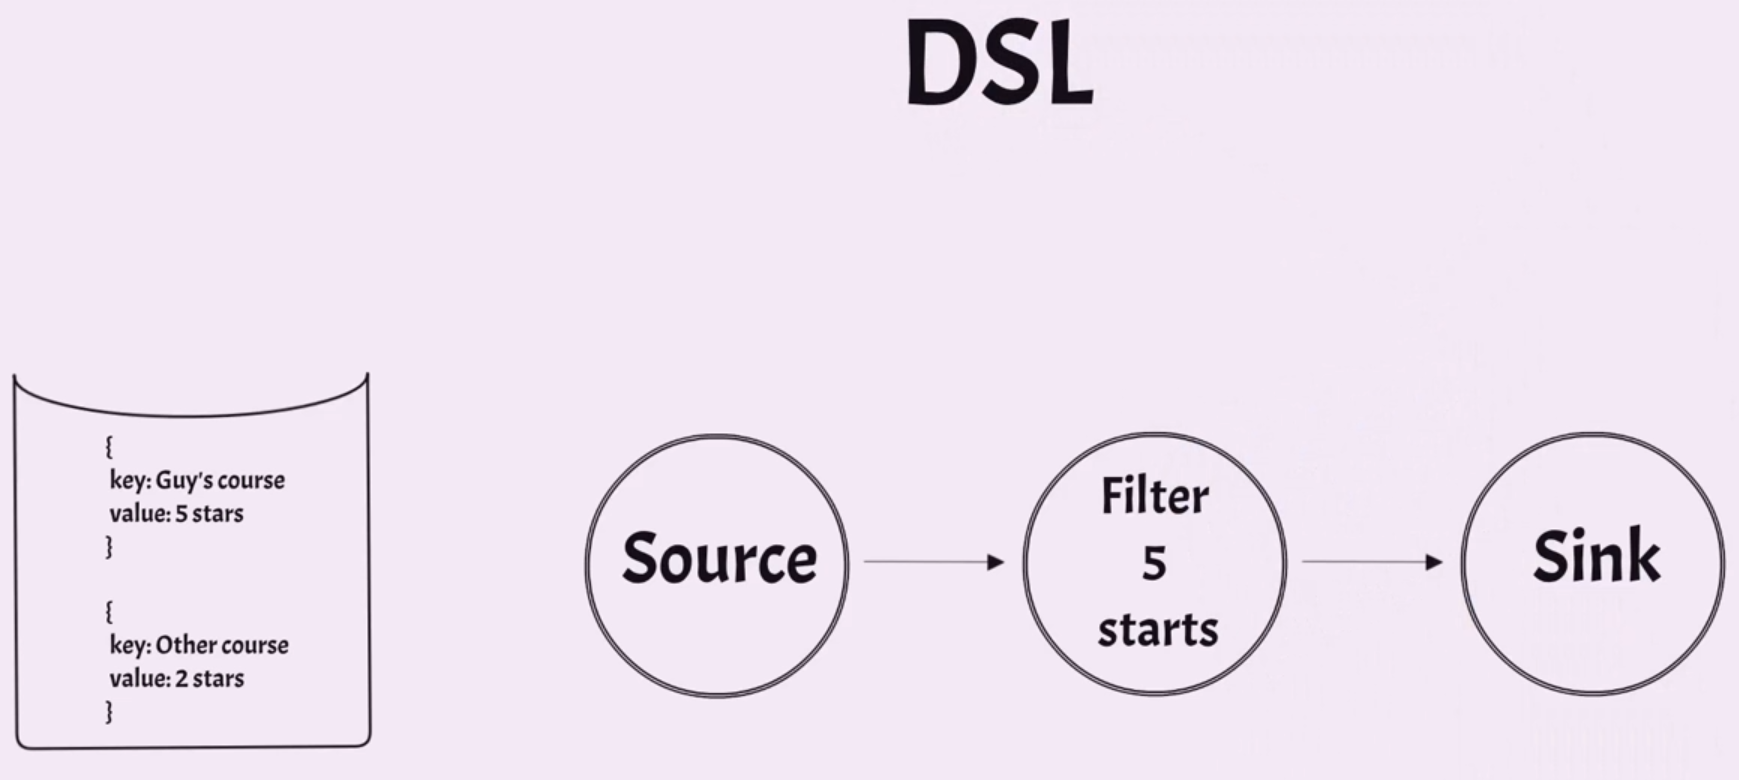 DSL
{
key: Guy's course
value: 5 stars
}
{
key: Other course
value: 2 stars
}
Source
Filter
5
starts
Sink